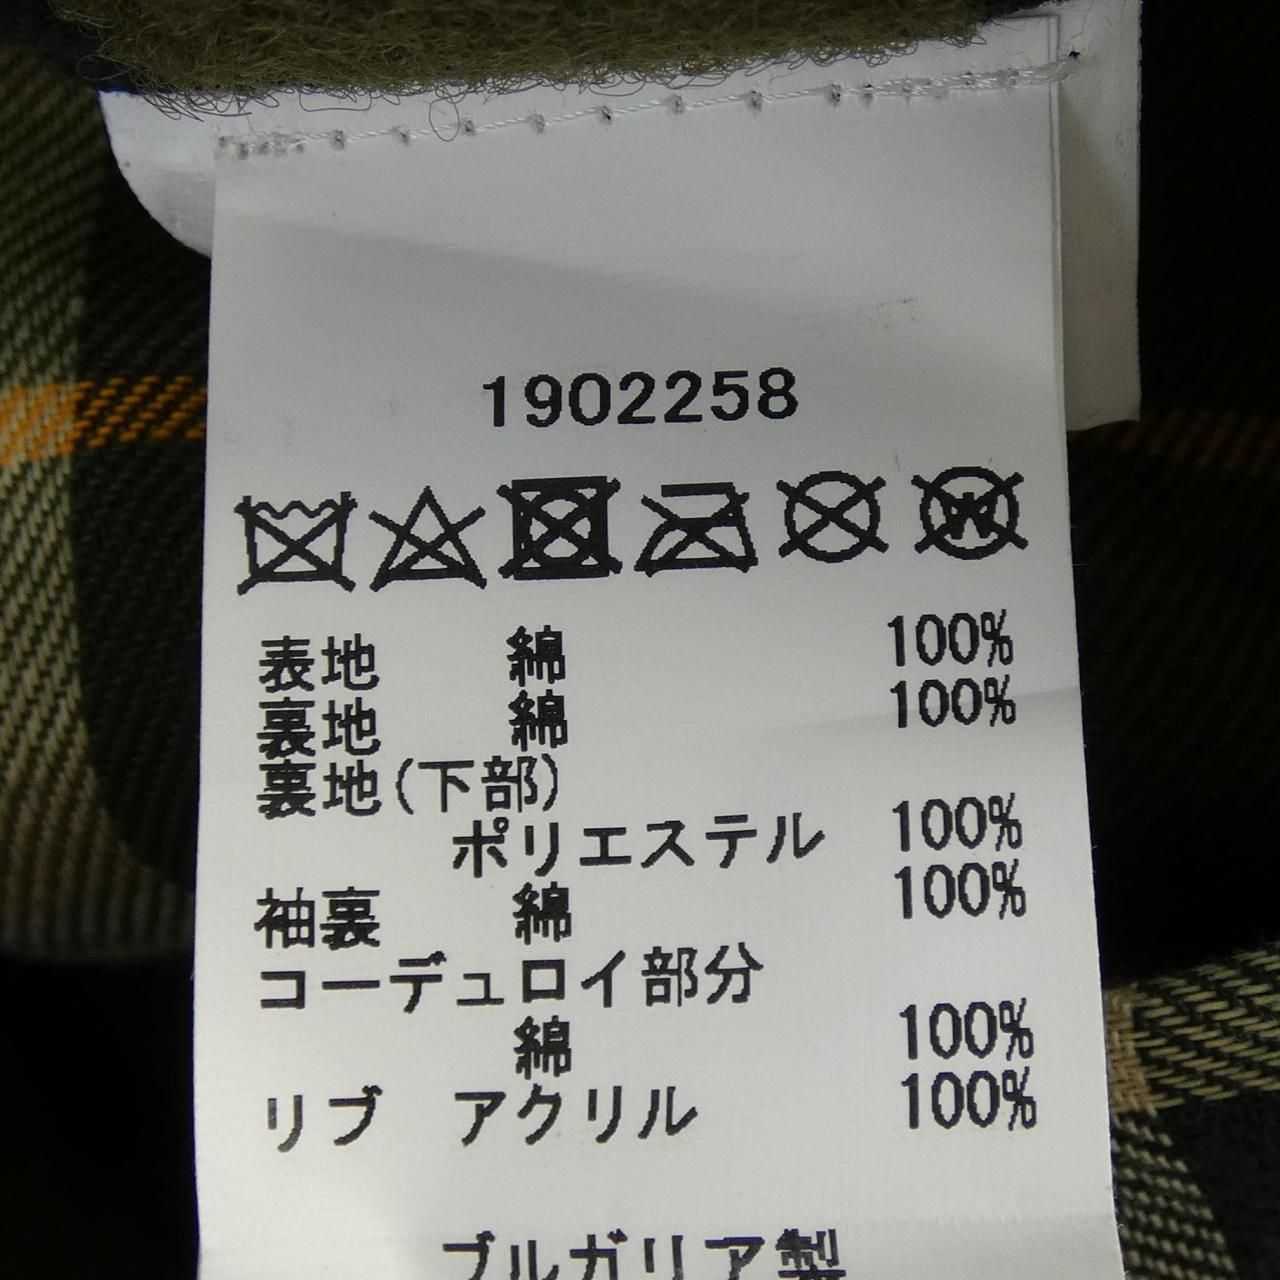 1902258
表地 綿 100%
裏地 綿 100%
裏地(下部)
ポリエステル 100%
袖裏 綿 100%
コーデュロイ部分
綿 100%
リブ アクリル 100%
ブルガリア製